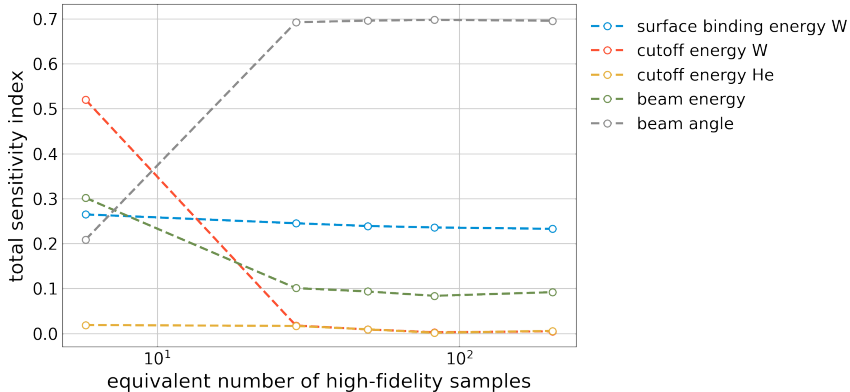 0.7
0.6
0.5
0.4
0.3
0.2
0.1
0.0
total sensitivity index
10¹
10²
equivalent number of high-fidelity samples
surface binding energy W
cutoff energy W
cutoff energy He
beam energy
beam angle